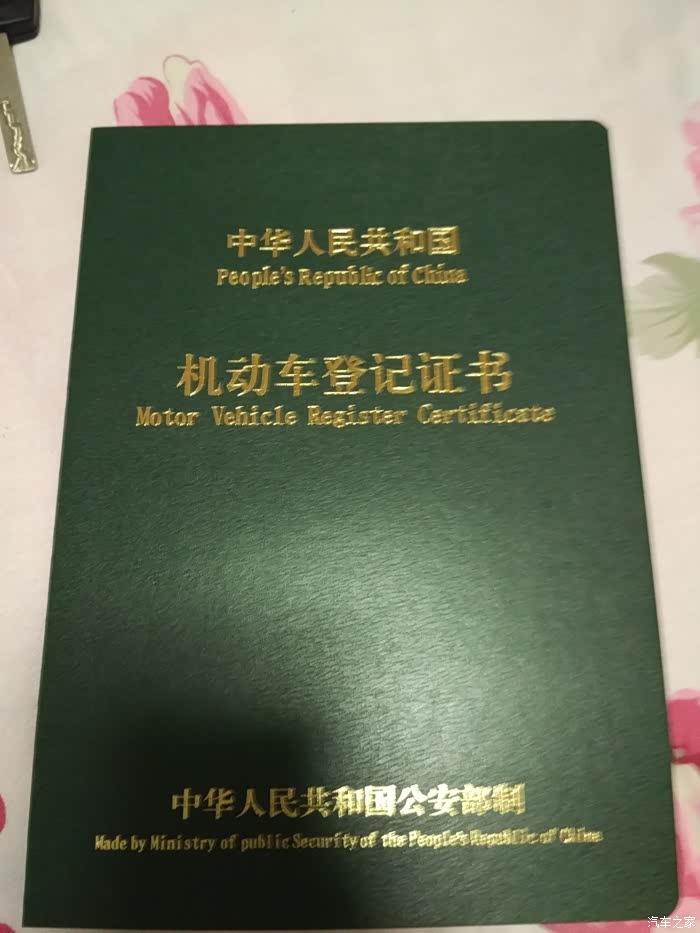 中华人民共和国
People's Republic of China
机动车登记证书
Motor Vehicle Register Certificate
中华人民共和国公安部制
Made by Ministry of public Security of the People's Republic of China
汽车之家